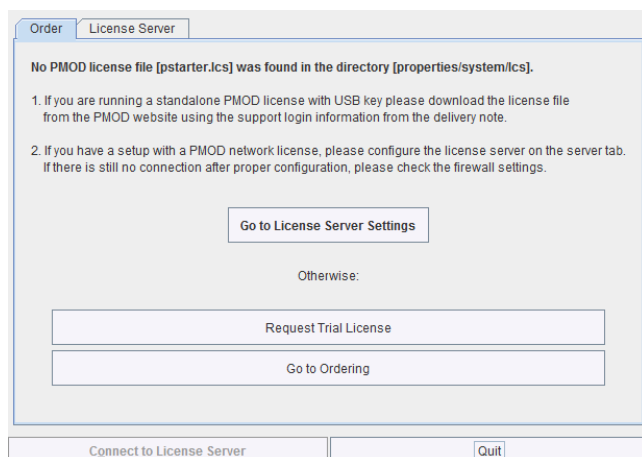 Order
License Server
No PMOD license file [pstarter.lcs] was found in the directory [properties/system/lcs].
1. If you are running a standalone PMOD license with USB key please download the license file
from the PMOD website using the support login information from the delivery note.
2. If you have a setup with a PMOD network license, please configure the license server on the server tab.
If there is still no connection after proper configuration, please check the firewall settings.
Go to License Server Settings
Otherwise:
Request Trial License
Go to Ordering
Connect to License Server
Quit